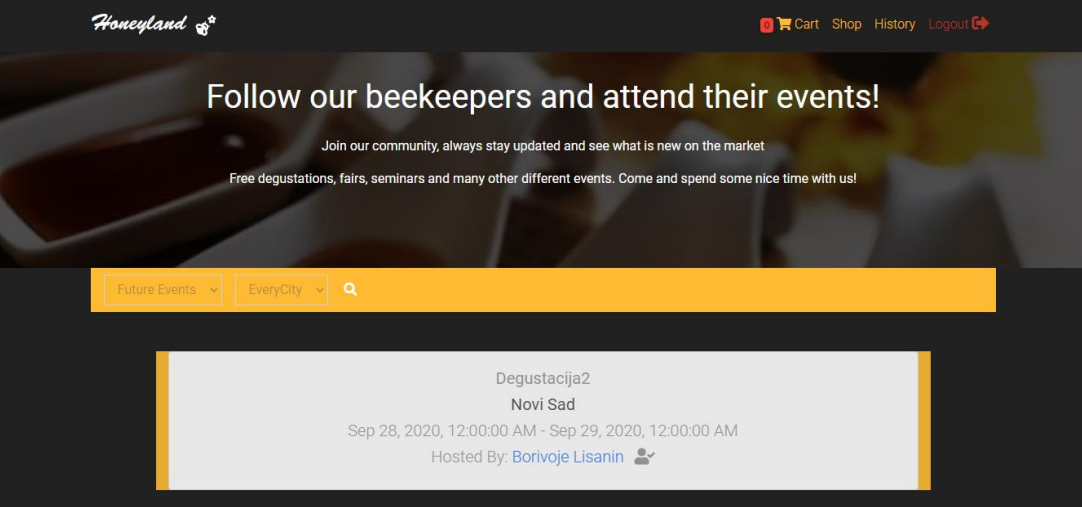 Honeyland
0 Cart Shop History Logout
Follow our beekeepers and attend their events!
Join our community, always stay updated and see what is new on the market
Free degustations, fairs, seminars and many other different events. Come and spend some nice time with us!
Future Events EveryCity
Degustacija2
Novi Sad
Sep 28, 2020, 12:00:00 AM - Sep 29, 2020, 12:00:00 AM
Hosted By: Borivoje Lisanin